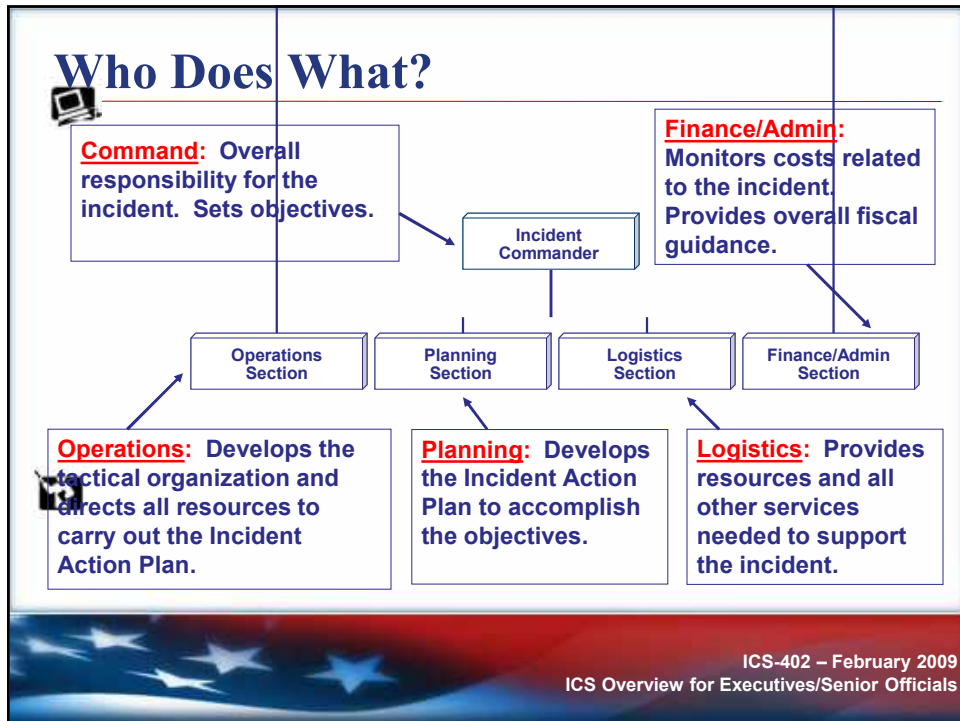 Who Does What?
Command: Overall
responsibility for the
incident. Sets objectives.
Finance/Admin:
Monitors costs related
to the incident.
Provides overall fiscal
guidance.
Incident
Commander
Operations
Section
Planning
Section
Logistics
Section
Finance/Admin
Section
Operations: Develops the
tactical organization and
directs all resources to
carry out the Incident
Action Plan.
Planning: Develops
the Incident Action
Plan to accomplish
the objectives.
Logistics: Provides
resources and all
other services
needed to support
the incident.
ICS-402 – February 2009
ICS Overview for Executives/Senior Officials